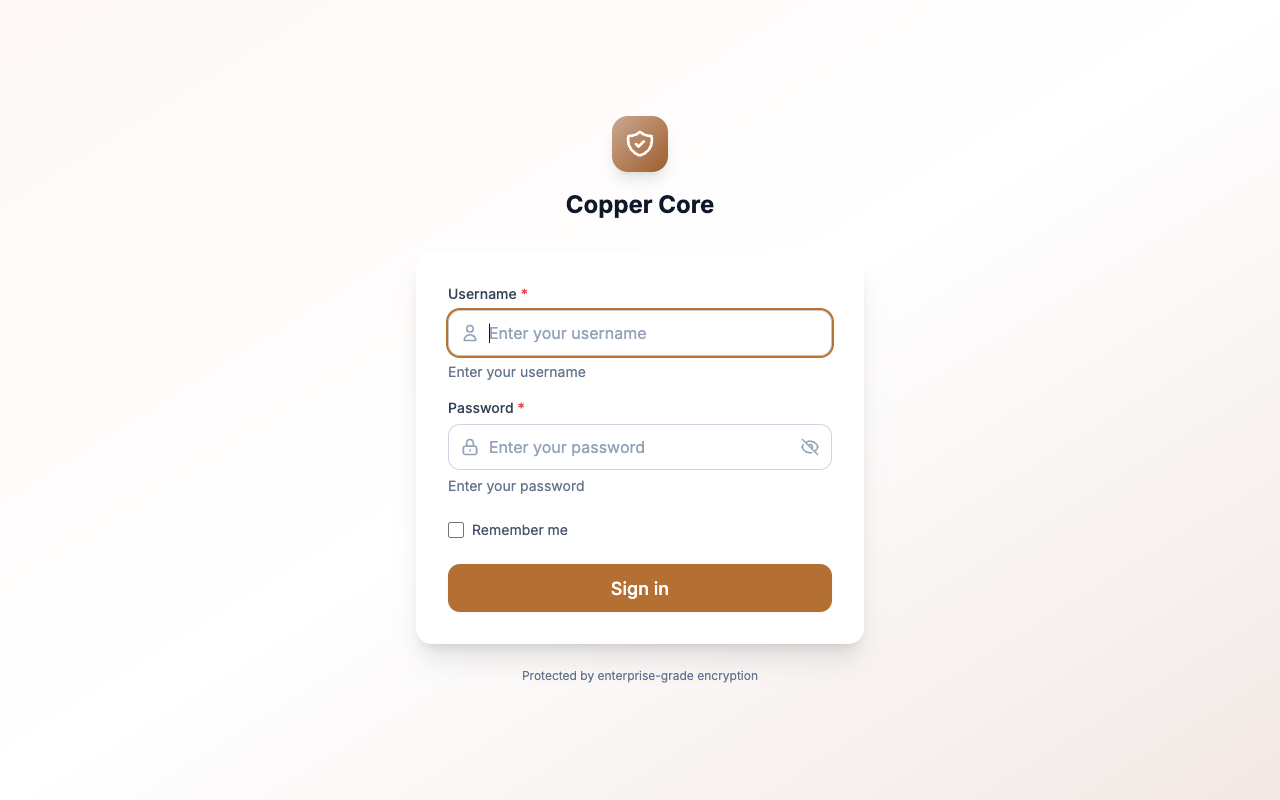 Copper Core
Username *
Enter your username
Enter your username
Password *
Enter your password
Enter your password
Remember me
Sign in
Protected by enterprise-grade encryption